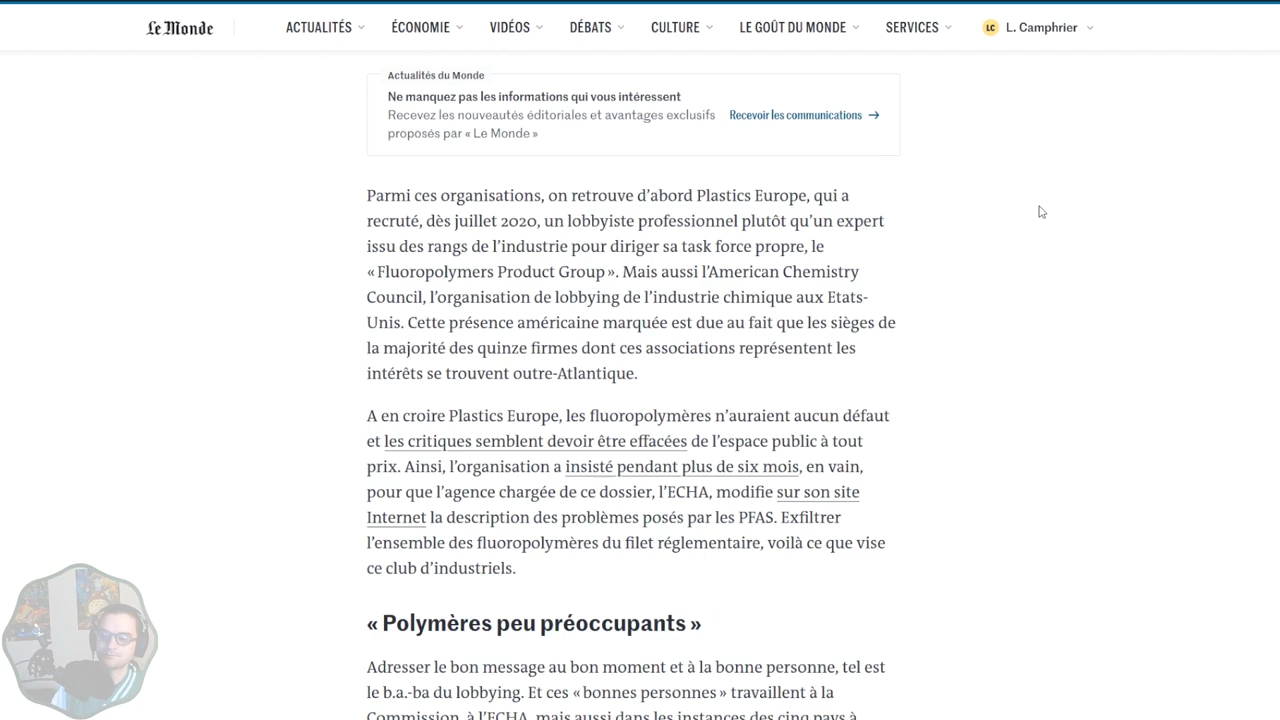 Le Monde ACTUALITÉS ÉCONOMIE VIDÉOS DÉBATS CULTURE LE GOÛT DU MONDE SERVICES LC L. Camphrier
Actualités du Monde
Ne manquez pas les informations qui vous intéressent
Recevez les nouveautés éditoriales et avantages exclusifs
proposés par « Le Monde »
Recevoir les communications →
Parmi ces organisations, on retrouve d’abord Plastics Europe, qui a
recruté, dès juillet 2020, un lobbyiste professionnel plutôt qu’un expert
issu des rangs de l’industrie pour diriger sa task force propre, le
« Fluoropolymers Product Group ». Mais aussi l’American Chemistry
Council, l’organisation de lobbying de l’industrie chimique aux Etats-
Unis. Cette présence américaine marquée est due au fait que les sièges de
la majorité des quinze firmes dont ces associations représentent les
intérêts se trouvent outre-Atlantique.
A en croire Plastics Europe, les fluoropolymères n’auraient aucun défaut
et les critiques semblent devoir être effacées de l’espace public à tout
prix. Ainsi, l’organisation a insisté pendant plus de six mois, en vain,
pour que l’agence chargée de ce dossier, l’ECHA, modifie sur son site
Internet la description des problèmes posés par les PFAS. Exfiltrer
l’ensemble des fluoropolymères du filet réglementaire, voilà ce que vise
ce club d’industriels.
« Polymères peu préoccupants »
Adresser le bon message au bon moment et à la bonne personne, tel est
le b.a.-ba du lobbying. Et ces « bonnes personnes » travaillent à la
Commission, à l’ECHA, mais aussi dans les instances des cinq pays à